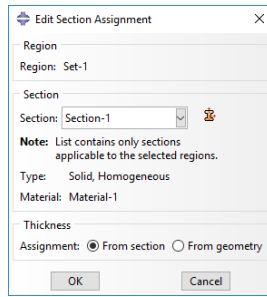 Edit Section Assignment
Region
Region: Set-1
Section
Section: Section-1
Note: List contains only sections
applicable to the selected regions.
Type: Solid, Homogeneous
Material: Material-1
Thickness
Assignment: From section From geometry
OK Cancel